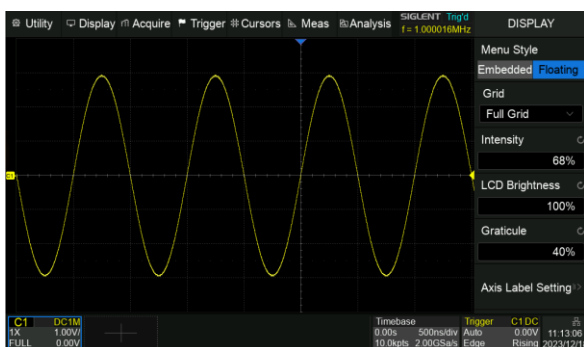 Utility Display Acquire Trigger Cursors Meas Analysis SIGLENT Trig'd
f = 1.000016MHz
DISPLAY
Menu Style
Embedded Floating
Grid
Full Grid
Intensity
68%
LCD Brightness
100%
Graticule
40%
Axis Label Setting
C1
C1 DC1M
1X 1.00V/
FULL 0.00V
Timebase
0.00s 500ns/div
10.0kpts 2.00GSa/s
Trigger C1 DC
Auto 0.00V
Edge Rising
11:13:06